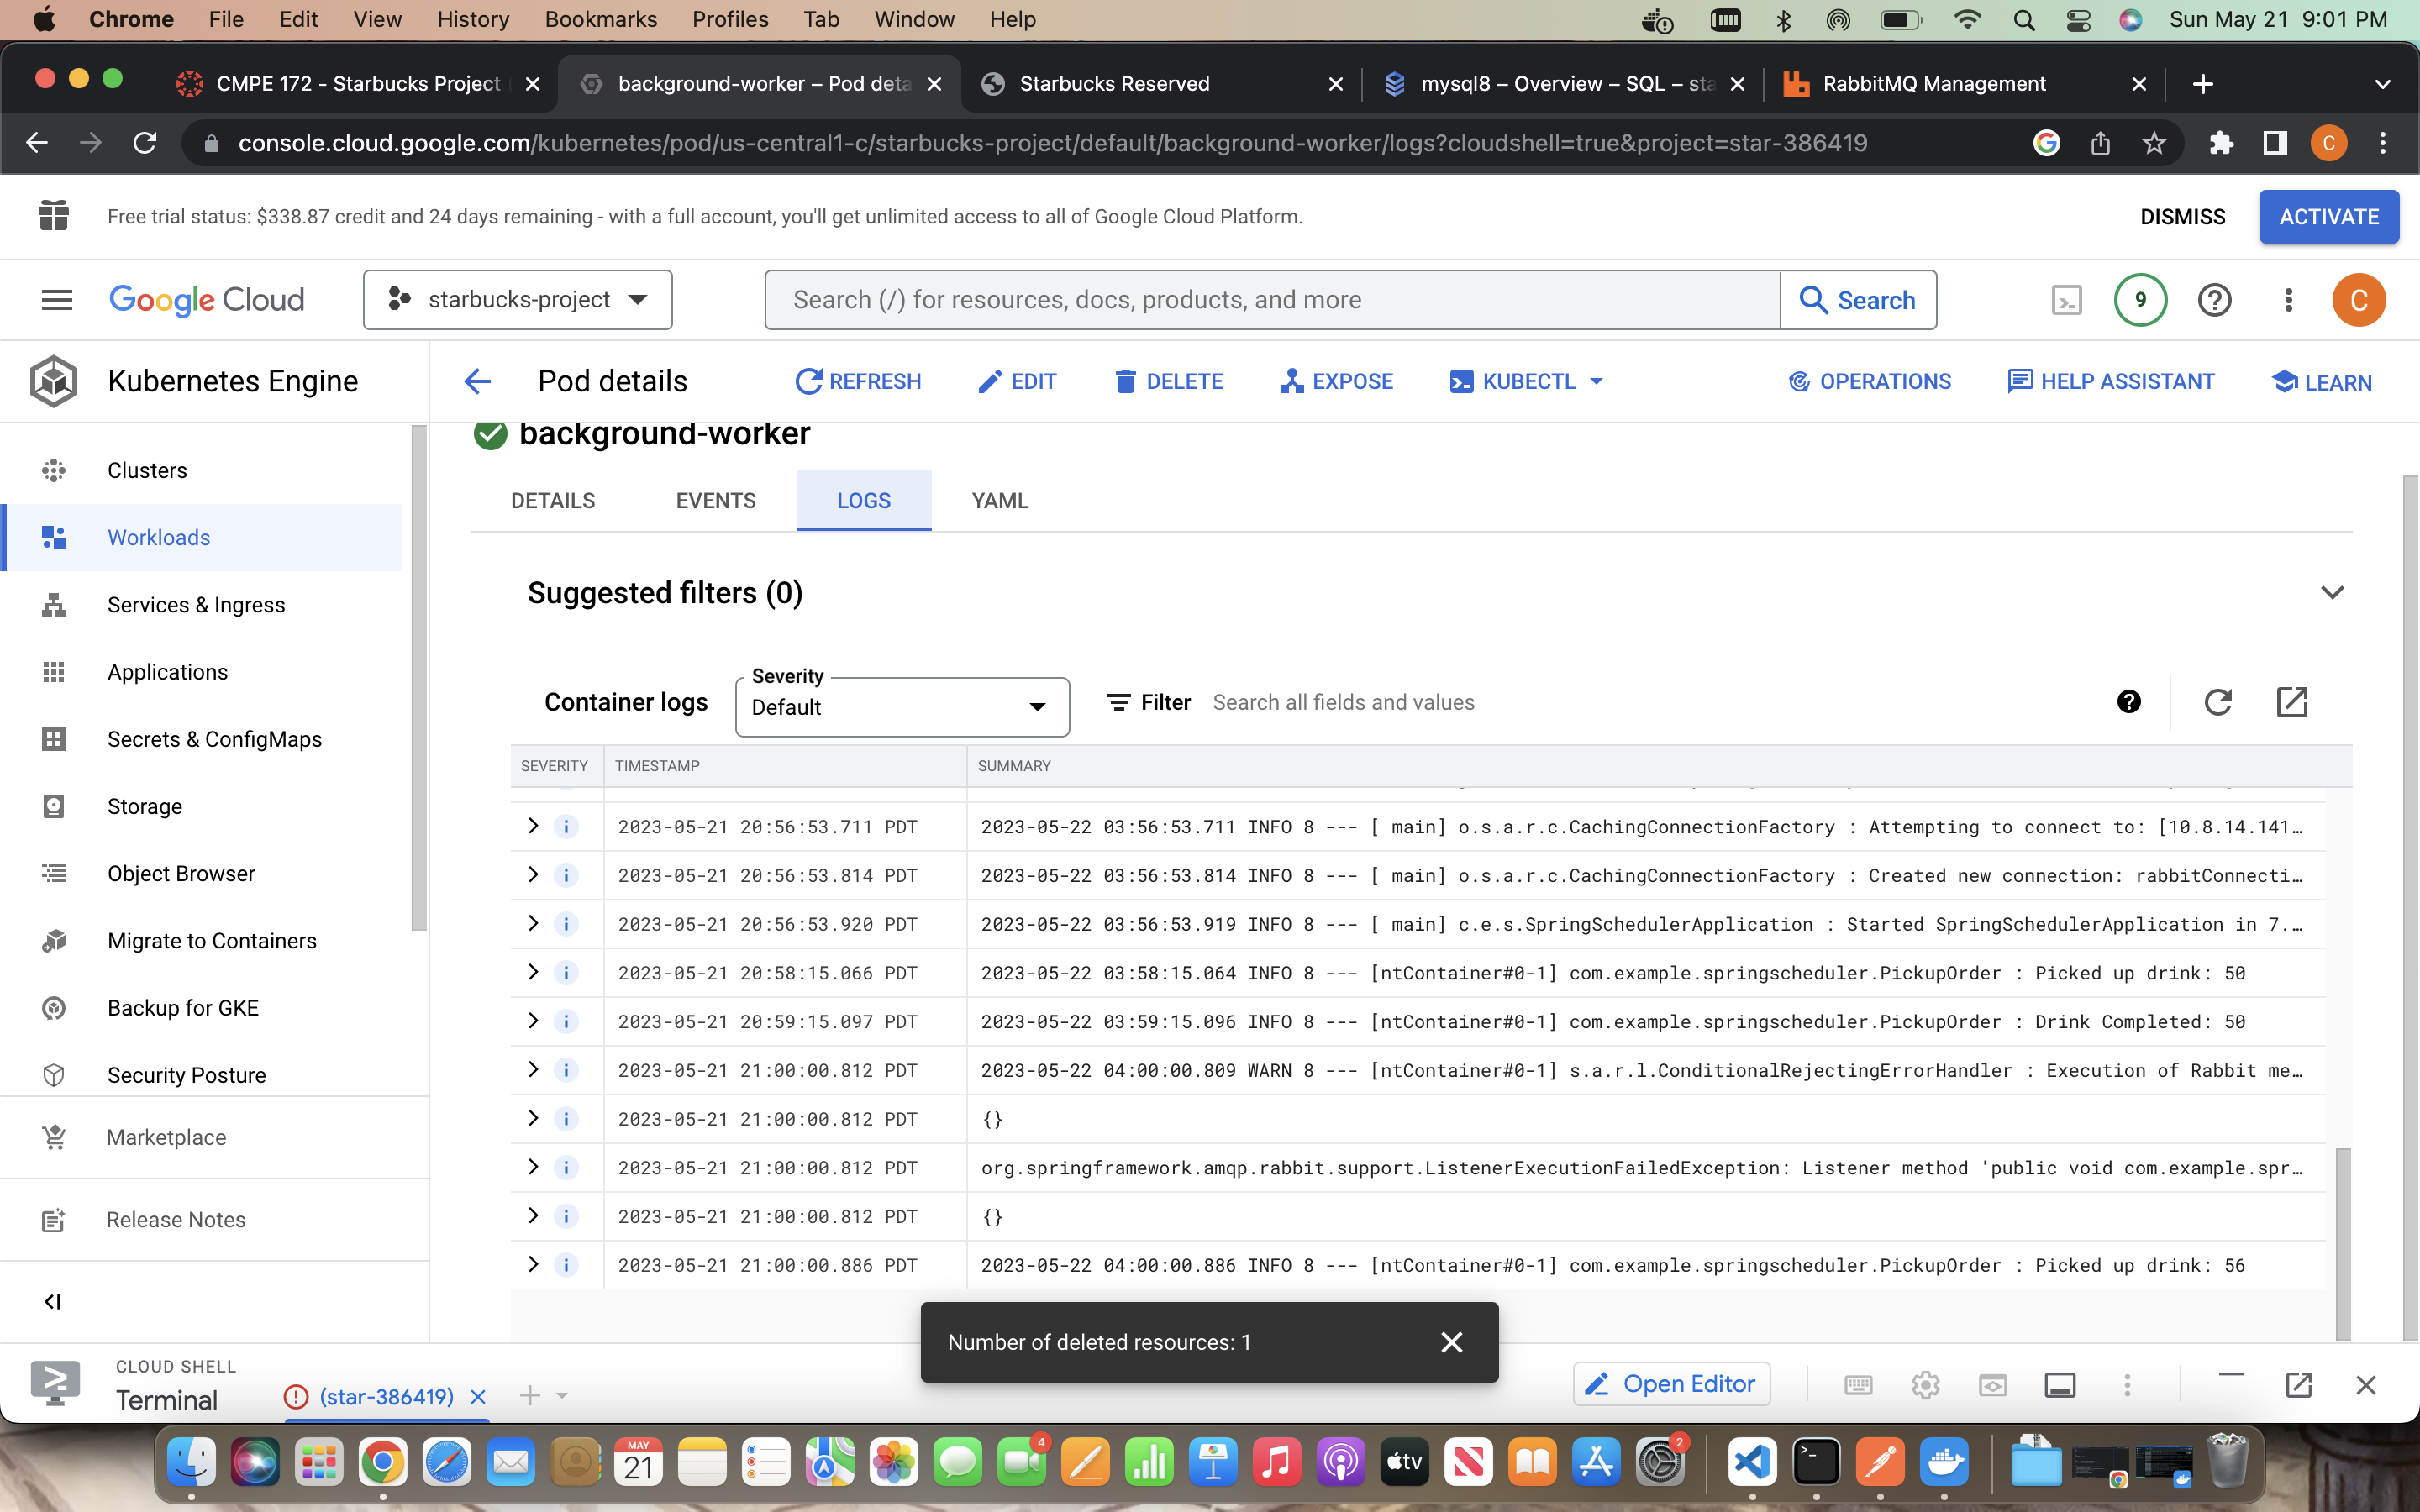 Chrome File Edit View History Bookmarks Profiles Tab Window Help
Sun May 21 9:01 PM
CMPE 172 - Starbucks Project
background-worker – Pod deta
Starbucks Reserved
mysql8 – Overview – SQL – sta
RabbitMQ Management
console.cloud.google.com/kubernetes/pod/us-central1-c/starbucks-project/default/background-worker/logs?cloudshell=true&project=star-386419
C
Free trial status: $338.87 credit and 24 days remaining - with a full account, you'll get unlimited access to all of Google Cloud Platform.
DISMISS
ACTIVATE
Google Cloud
starbucks-project
Search (/) for resources, docs, products, and more
Search
9
C
Kubernetes Engine
Pod details
REFRESH
EDIT
DELETE
EXPOSE
KUBECTL
OPERATIONS
HELP ASSISTANT
LEARN
Clusters
Workloads
Services & Ingress
Applications
Secrets & ConfigMaps
Storage
Object Browser
Migrate to Containers
Backup for GKE
Security Posture
Marketplace
Release Notes
background-worker
DETAILS EVENTS LOGS YAML
Suggested filters (0)
Container logs
Severity
Default
Filter
Search all fields and values
SEVERITY TIMESTAMP SUMMARY
2023-05-21 20:56:53.711 PDT 2023-05-22 03:56:53.711 INFO 8 --- [ main] o.s.a.r.c.CachingConnectionFactory : Attempting to connect to: [10.8.14.141…
2023-05-21 20:56:53.814 PDT 2023-05-22 03:56:53.814 INFO 8 --- [ main] o.s.a.r.c.CachingConnectionFactory : Created new connection: rabbitConnecti…
2023-05-21 20:56:53.920 PDT 2023-05-22 03:56:53.919 INFO 8 --- [ main] c.e.s.SpringSchedulerApplication : Started SpringSchedulerApplication in 7.…
2023-05-21 20:58:15.066 PDT 2023-05-22 03:58:15.064 INFO 8 --- [ntContainer#0-1] com.example.springscheduler.PickupOrder : Picked up drink: 50
2023-05-21 20:59:15.097 PDT 2023-05-22 03:59:15.096 INFO 8 --- [ntContainer#0-1] com.example.springscheduler.PickupOrder : Drink Completed: 50
2023-05-21 21:00:00.812 PDT 2023-05-22 04:00:00.809 WARN 8 --- [ntContainer#0-1] s.a.r.l.ConditionalRejectingErrorHandler : Execution of Rabbit me…
2023-05-21 21:00:00.812 PDT {}
2023-05-21 21:00:00.812 PDT org.springframework.amqp.rabbit.support.ListenerExecutionFailedException: Listener method 'public void com.example.spr…
2023-05-21 21:00:00.812 PDT {}
2023-05-21 21:00:00.886 PDT 2023-05-22 04:00:00.886 INFO 8 --- [ntContainer#0-1] com.example.springscheduler.PickupOrder : Picked up drink: 56
Number of deleted resources: 1
CLOUD SHELL
Terminal
(star-386419)
Open Editor
MAY
21
4
tv
2